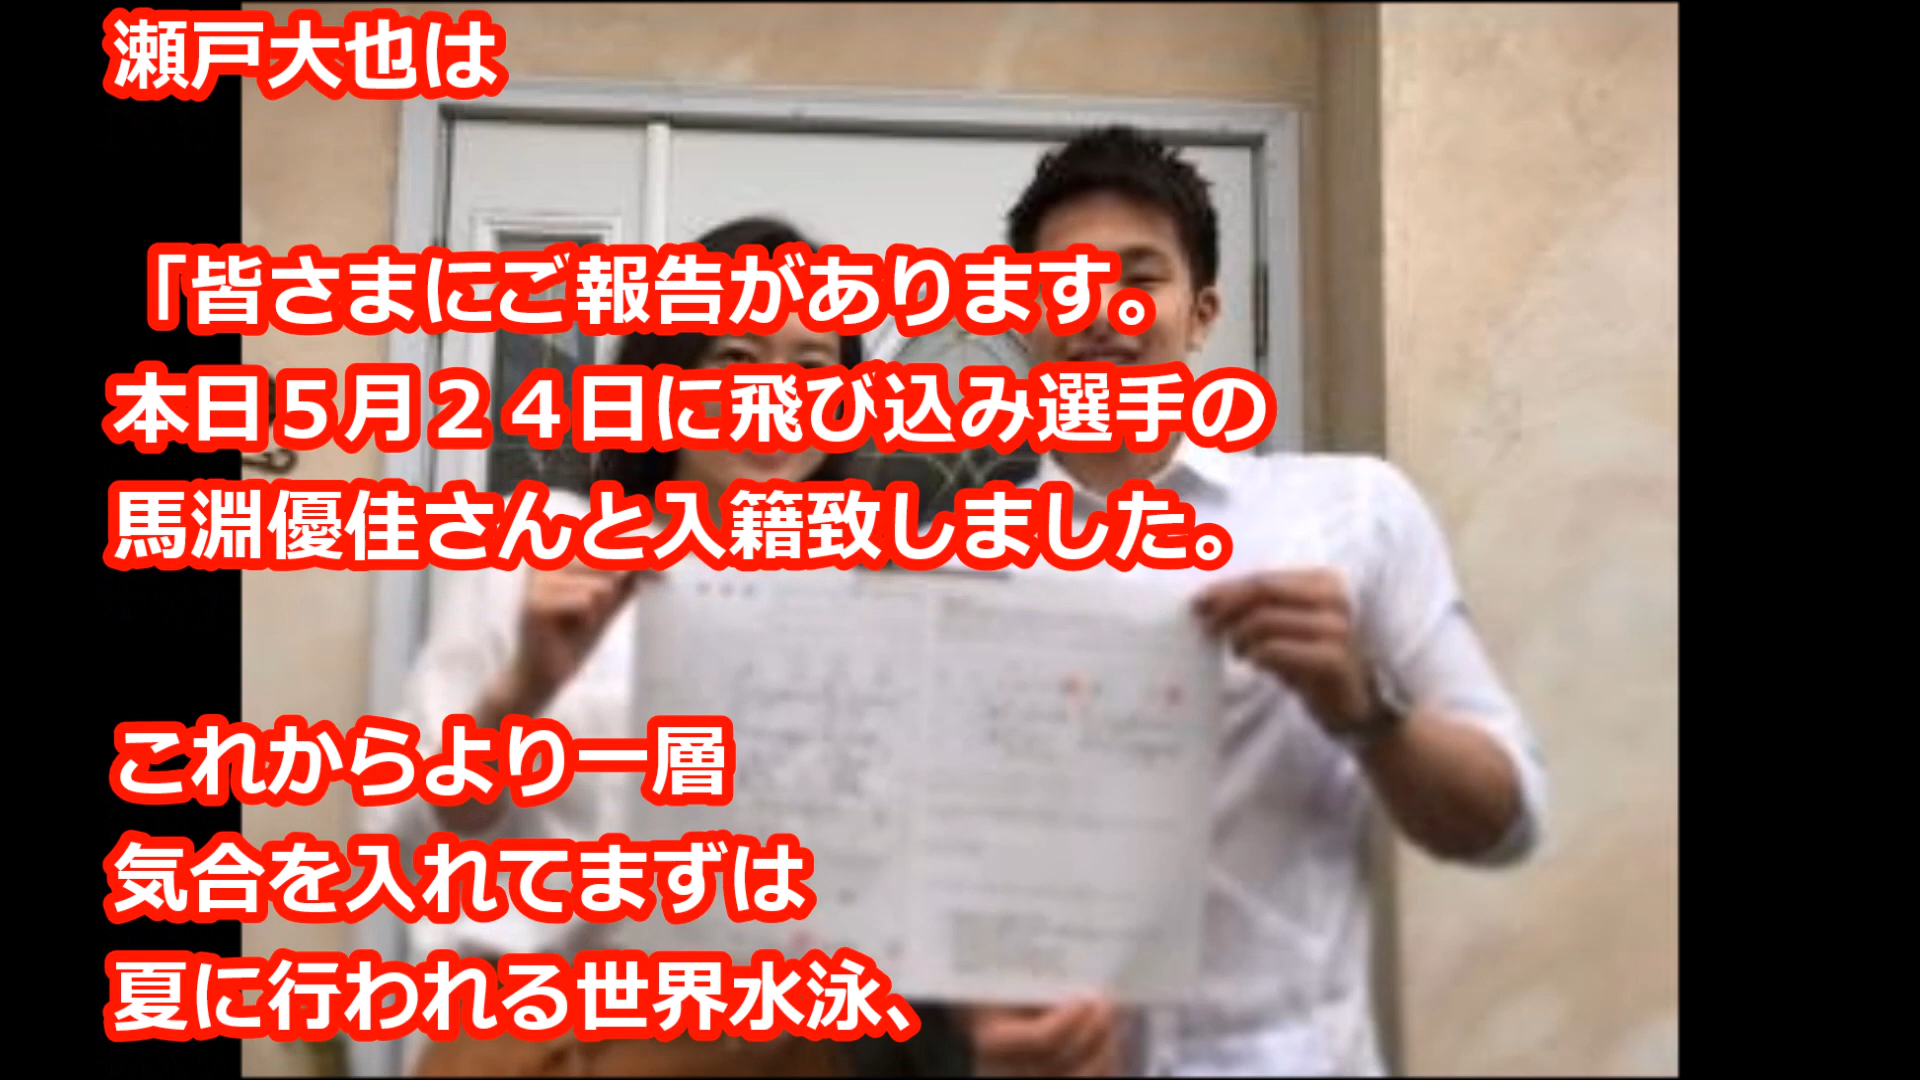 瀬戸大也は
「皆さまにご報告があります。
本日５月２４日に飛び込み選手の
馬淵優佳さんと入籍致しました。
これからより一層
気合を入れてまずは
夏に行われる世界水泳、